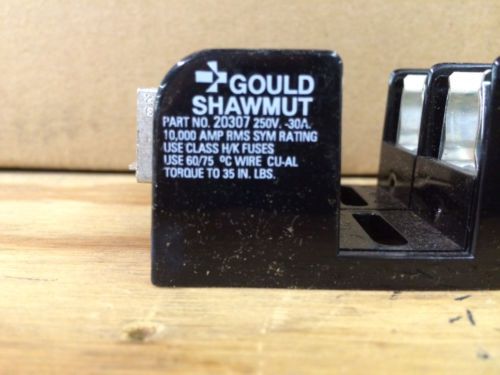 GOULD
SHAWMUT
PART NO. 20307 250V. -30A.
10,000 AMP RMS SYM RATING
USE CLASS H/K FUSES
USE 60/75 °C WIRE CU-AL
TORQUE TO 35 IN. LBS.